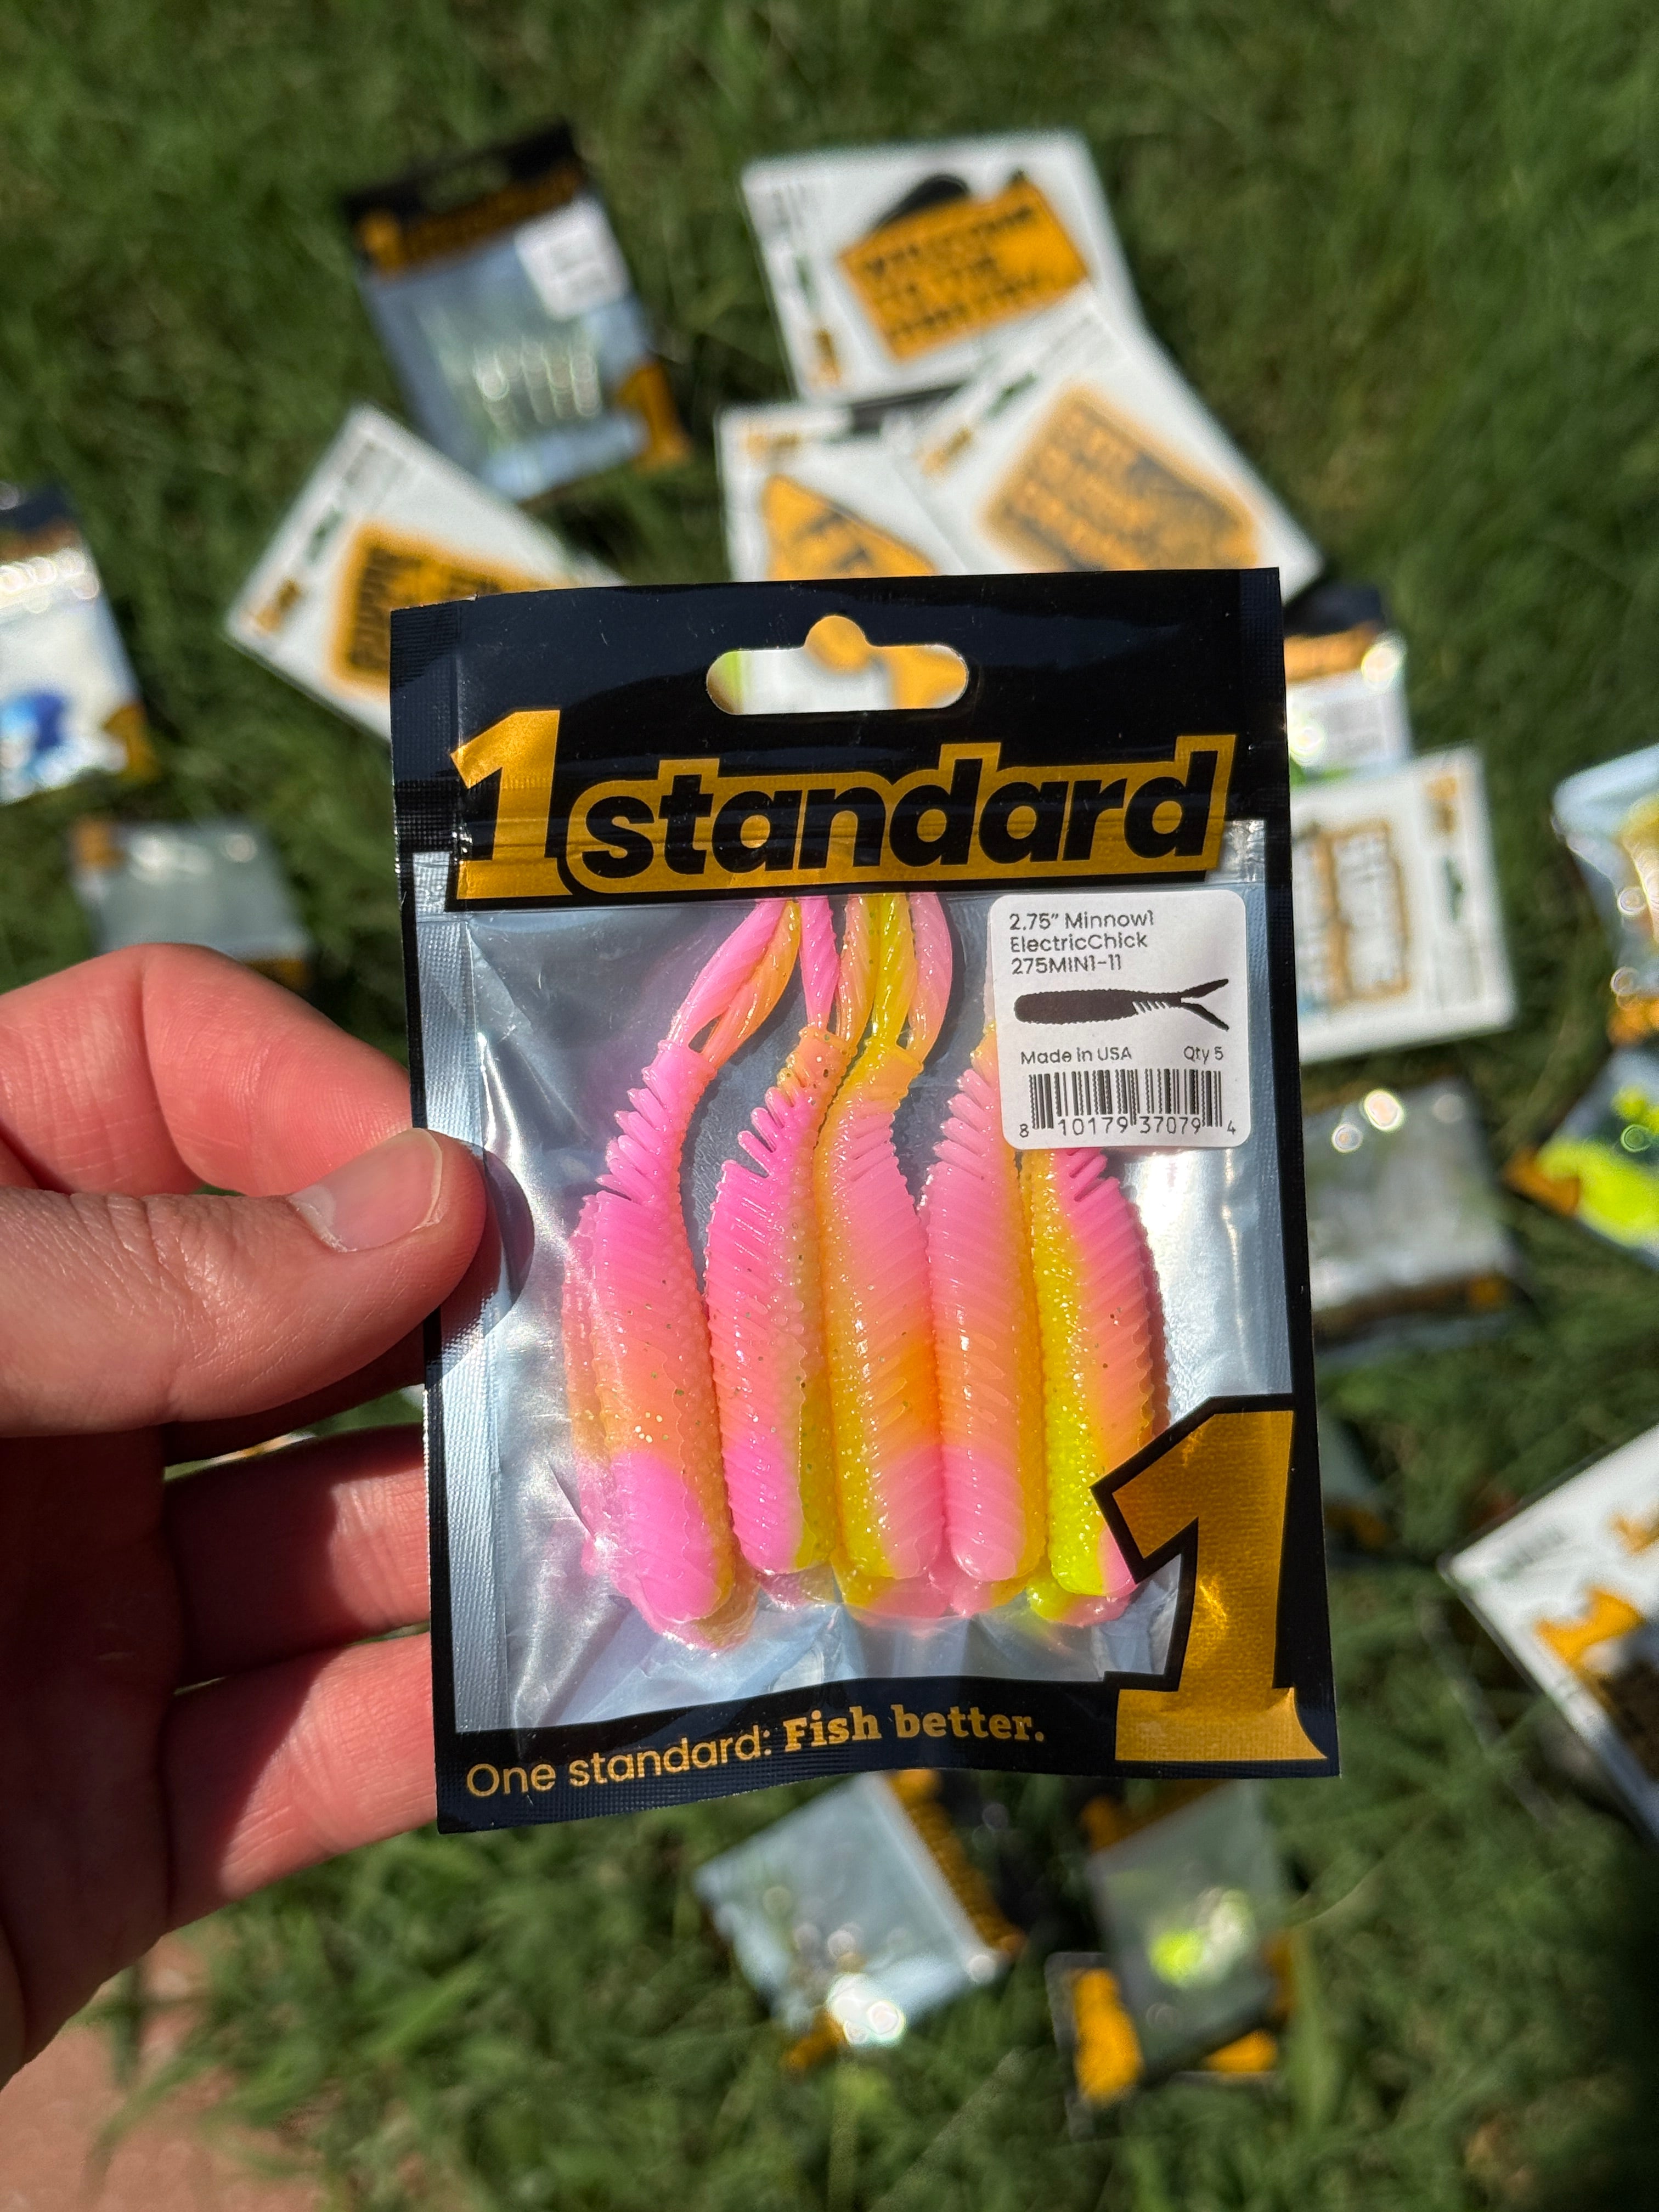 1standard
2.75" Minnow1
ElectricChick
275MIN1-11
Made in USA Qty 5
8 10179 37079 4
1
One standard: Fish better.